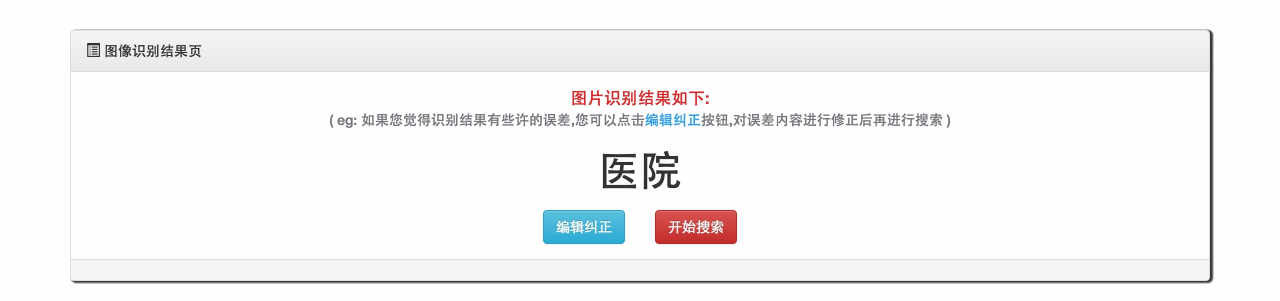 图像识别结果页
图片识别结果如下:
( eg: 如果您觉得识别结果有些许的误差,您可以点击编辑纠正按钮,对误差内容进行修正后再进行搜索 )
医院
编辑纠正 开始搜索